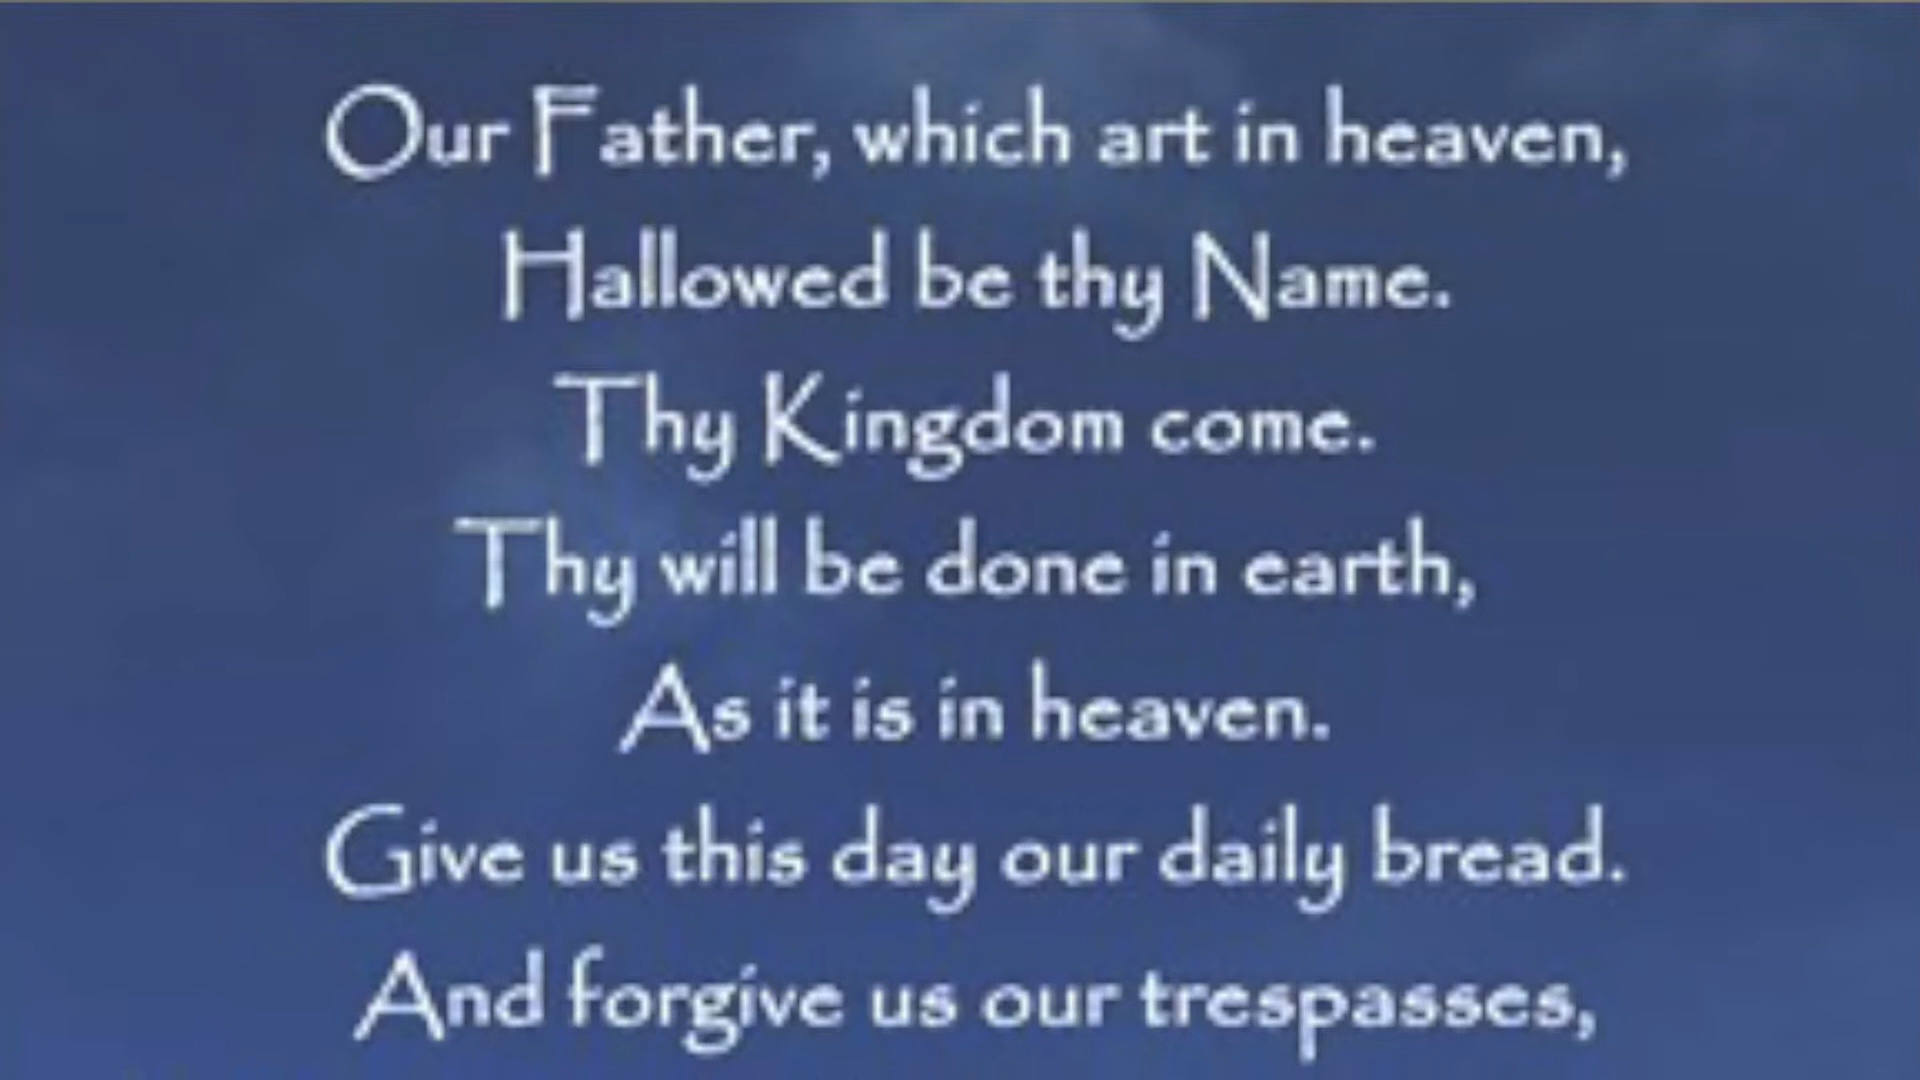 Our Father, which art in heaven,
Hallowed be thy Name.
Thy Kingdom come.
Thy will be done in earth,
As it is in heaven.
Give us this day our daily bread.
And forgive us our trespasses,